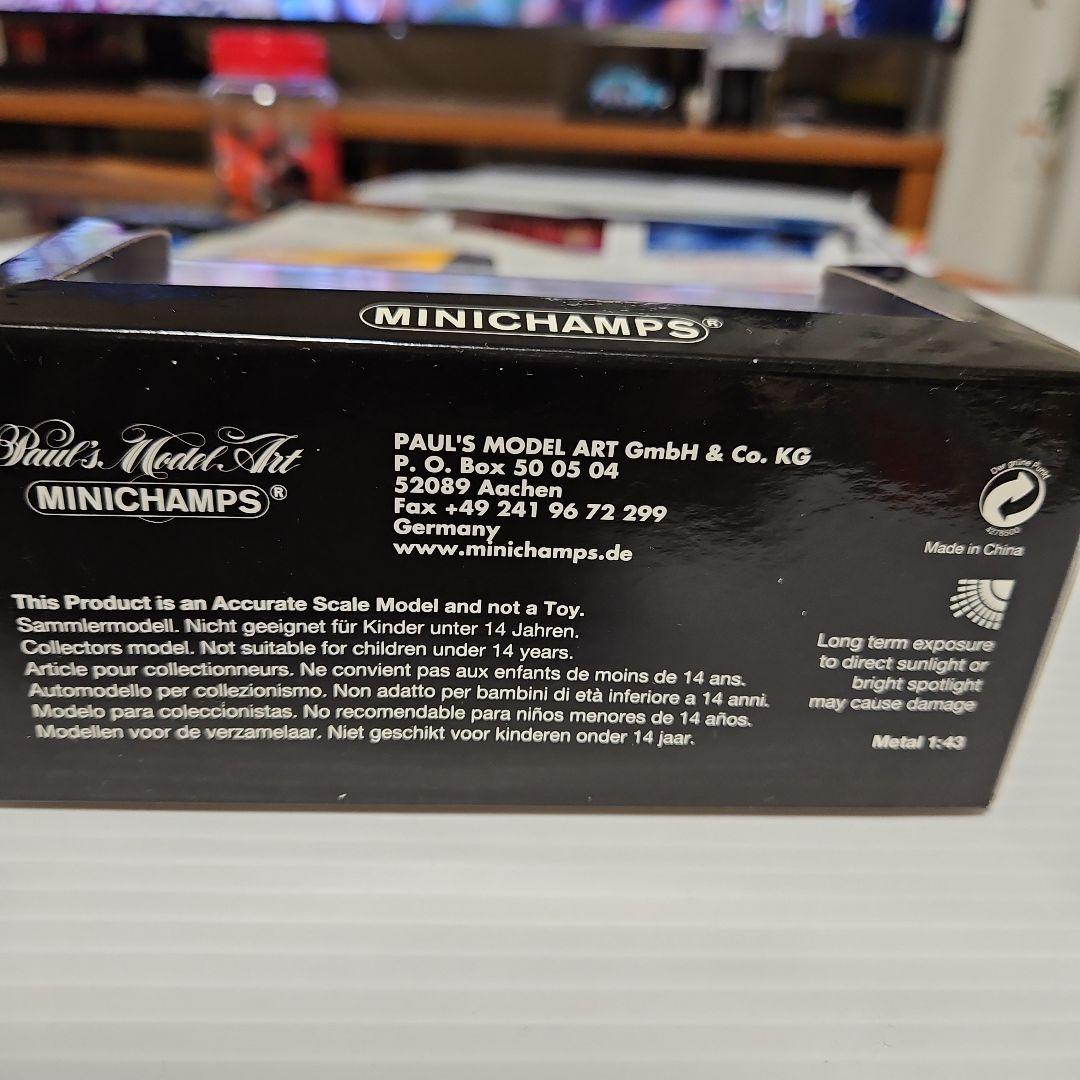 MINICHAMPS®
Paul's Model Art
MINICHAMPS®
PAUL'S MODEL ART GmbH & Co. KG
P. O. Box 50 05 04
52089 Aachen
Fax +49 241 96 72 299
Germany
www.minichamps.de
Der grüne Punkt
Made in China
This Product is an Accurate Scale Model and not a Toy.
Sammlermodell. Nicht geeignet für Kinder unter 14 Jahren.
Collectors model. Not suitable for children under 14 years.
Article pour collectionneurs. Ne convient pas aux enfants de moins de 14 ans.
Automodello per collezionismo. Non adatto per bambini di età inferiore a 14 anni.
Modelo para coleccionistas. No recomendable para niños menores de 14 años.
Modellen voor de verzamelaar. Niet geschikt voor kinderen onder 14 jaar.
Long term exposure
to direct sunlight or
bright spotlight
may cause damage
Metal 1:43